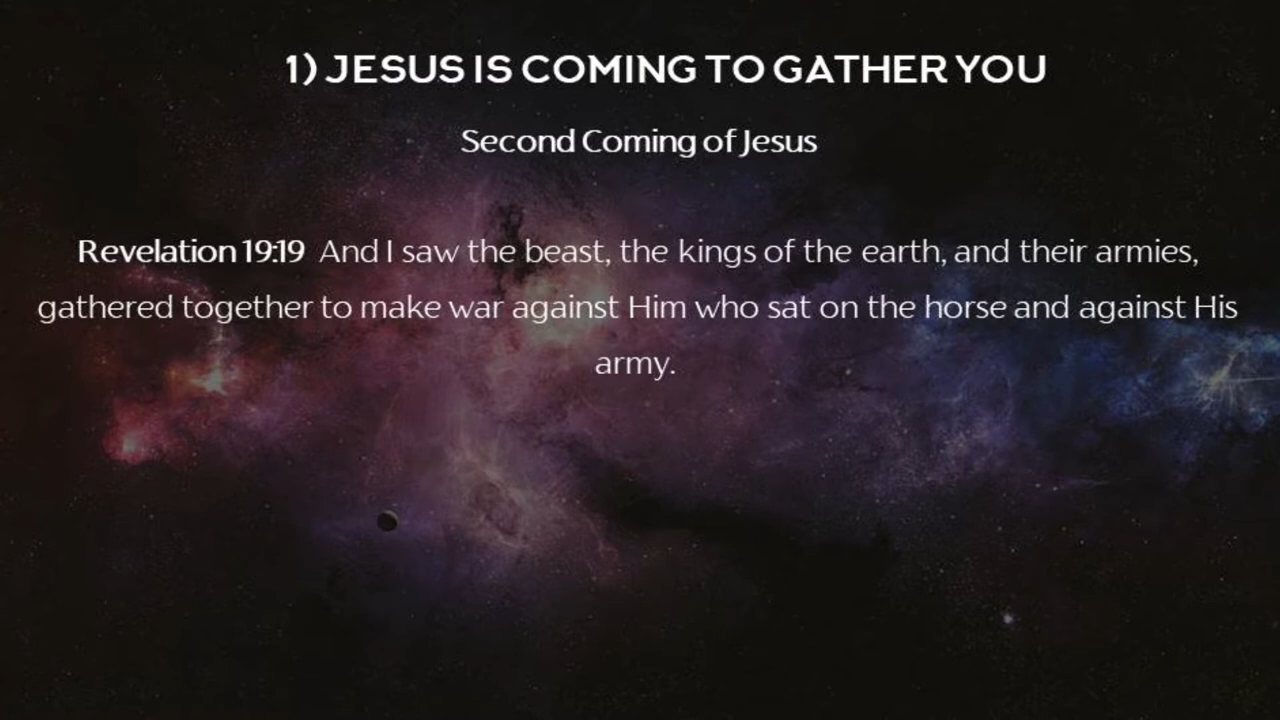 1) JESUS IS COMING TO GATHER YOU
Second Coming of Jesus
Revelation 19:19 And I saw the beast, the kings of the earth, and their armies,
gathered together to make war against Him who sat on the horse and against His
army.